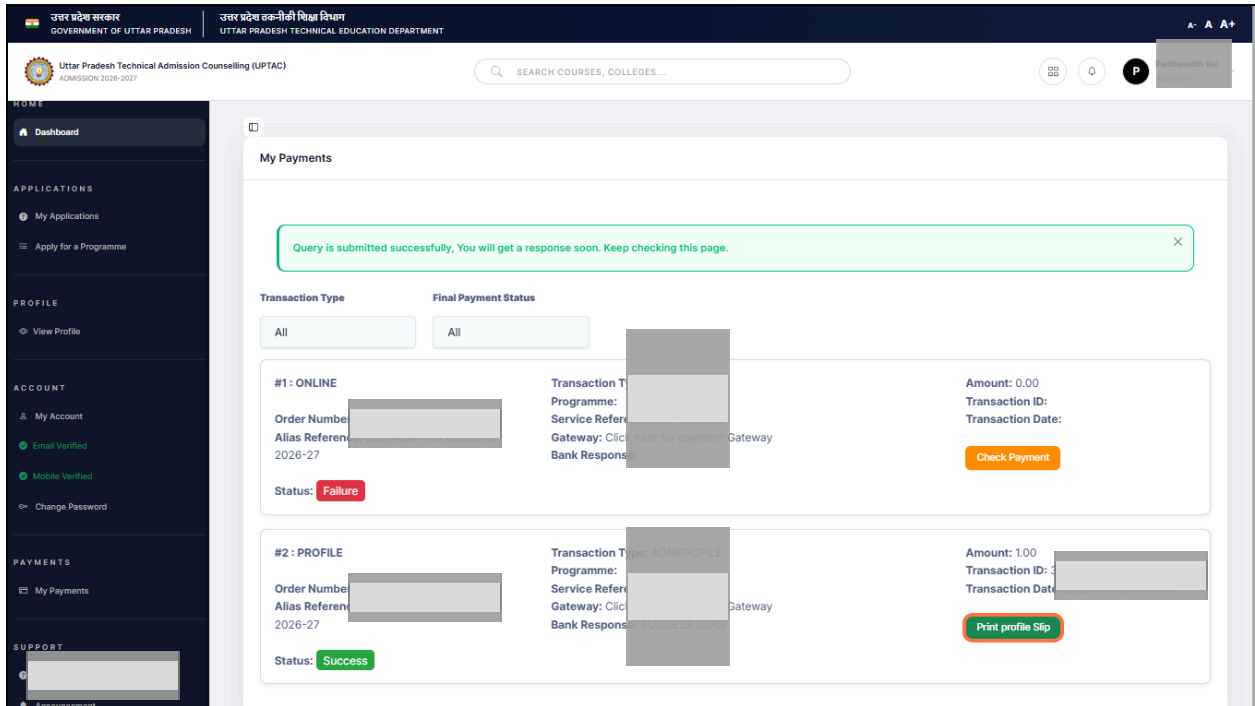 उत्तर प्रदेश सरकार
GOVERNMENT OF UTTAR PRADESH
उत्तर प्रदेश तकनीकी शिक्षा विभाग
UTTAR PRADESH TECHNICAL EDUCATION DEPARTMENT
A- A A+
Uttar Pradesh Technical Admission Counselling (UPTAC)
ADMISSION 2026-2027
SEARCH COURSES, COLLEGES...
P
HOME
Dashboard
APPLICATIONS
My Applications
Apply for a Programme
PROFILE
View Profile
ACCOUNT
My Account
Email Verified
Mobile Verified
Change Password
PAYMENTS
My Payments
SUPPORT
Announcement
My Payments
Query is submitted successfully, You will get a response soon. Keep checking this page.
Transaction Type
Final Payment Status
All
All
#1 : ONLINE
Order Number
Alias Reference
2026-27
Status: Failure
Transaction T
Programme:
Service Refere
Gateway: Click here for payment Gateway
Bank Response:
Amount: 0.00
Transaction ID:
Transaction Date:
Check Payment
#2 : PROFILE
Order Number
Alias Referen
2026-27
Status: Success
Transaction Type: ADMPROFILE
Programme:
Service Refere
Gateway: Clic Gateway
Bank Response: SUCCESS
Amount: 1.00
Transaction ID: 3
Transaction Date
Print profile Slip